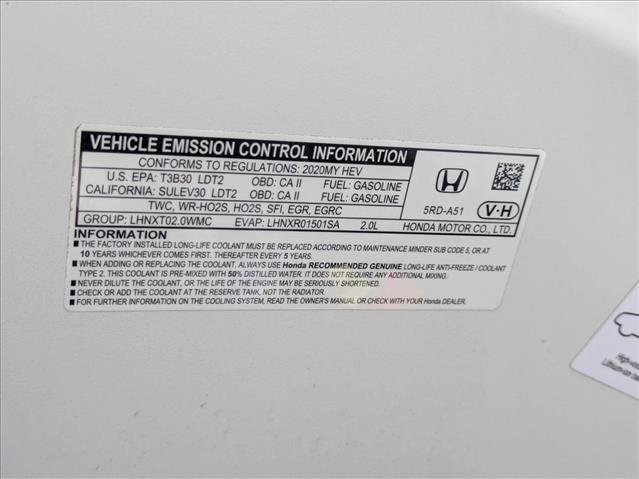 VEHICLE EMISSION CONTROL INFORMATION
CONFORMS TO REGULATIONS: 2020MY HEV
U.S. EPA: T3B30 LDT2 OBD: CA II FUEL: GASOLINE
CALIFORNIA: SULEV30 LDT2 OBD: CA II FUEL: GASOLINE
TWC, WR-HO2S, HO2S, SFI, EGR, EGRC
GROUP: LHNXT02.0WMC EVAP: LHNXR01501SA 2.0L
5RD-A51 V-H
HONDA MOTOR CO., LTD.
INFORMATION
■ THE FACTORY INSTALLED LONG-LIFE COOLANT MUST BE REPLACED ACCORDING TO MAINTENANCE MINDER SUB CODE 5, OR AT
10 YEARS WHICHEVER COMES FIRST. THEREAFTER EVERY 5 YEARS.
■ WHEN ADDING OR REPLACING COOLANT, ALWAYS USE Honda RECOMMENDED GENUINE LONG-LIFE ANTI-FREEZE / COOLANT
TYPE 2. THIS COOLANT IS PRE-MIXED WITH 50% DISTILLED WATER. IT DOES NOT REQUIRE ANY ADDITIONAL MIXING.
■ NEVER DILUTE THE COOLANT, OR THE LIFE OF THE ENGINE MAY BE SERIOUSLY SHORTENED.
■ CHECK OR ADD THE COOLANT AT THE RESERVE TANK, NOT THE RADIATOR.
■ FOR FURTHER INFORMATION ON THE COOLING SYSTEM, READ THE OWNER'S MANUAL OR CHECK WITH YOUR Honda DEALER.